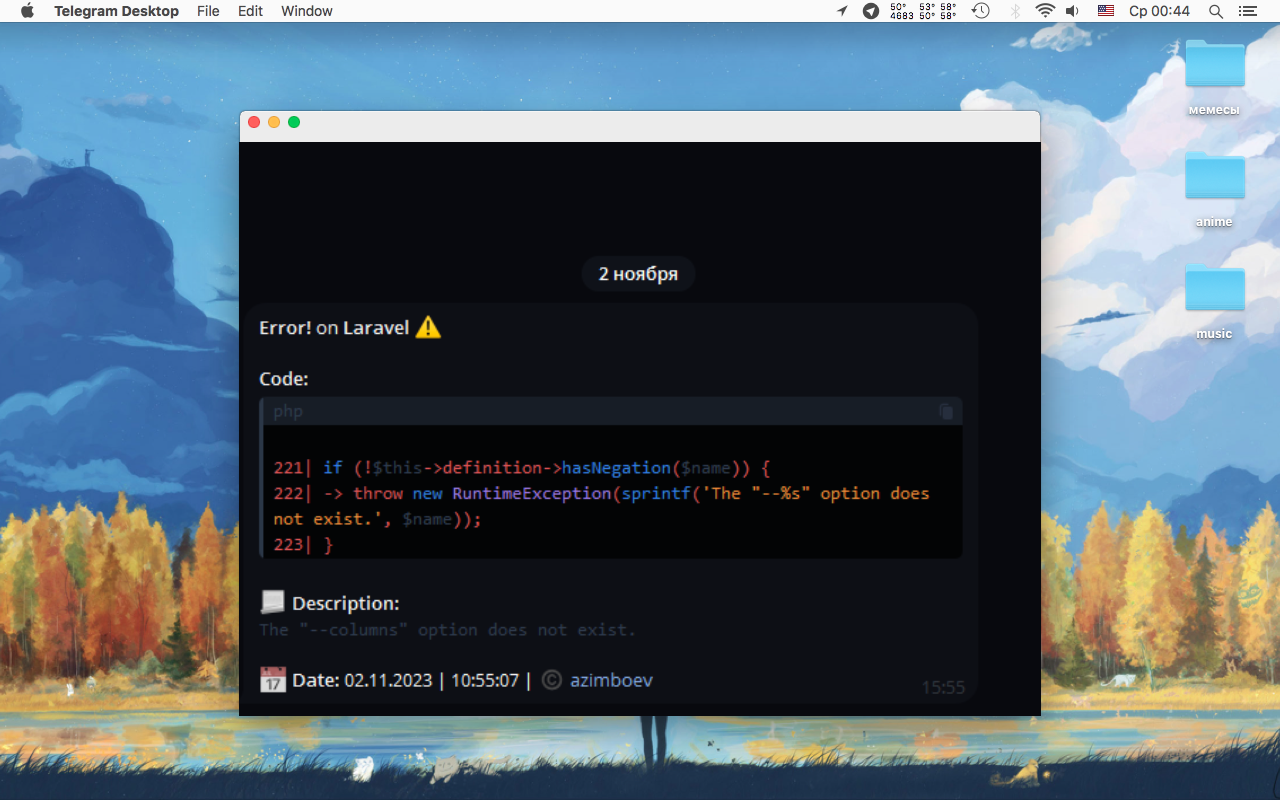 Telegram Desktop File Edit Window
50° 53° 58°
4683 50° 58°
Ср 00:44
мемесы
anime
music
2 ноября
Error! on Laravel ⚠️
Code:
php
221| if (!$this->definition->hasNegation($name)) {
222| -> throw new RuntimeException(sprintf('The "--%s" option does
not exist.', $name));
223| }
Description:
The "--columns" option does not exist.
17 Date: 02.11.2023 | 10:55:07 | © azimboev
15:55